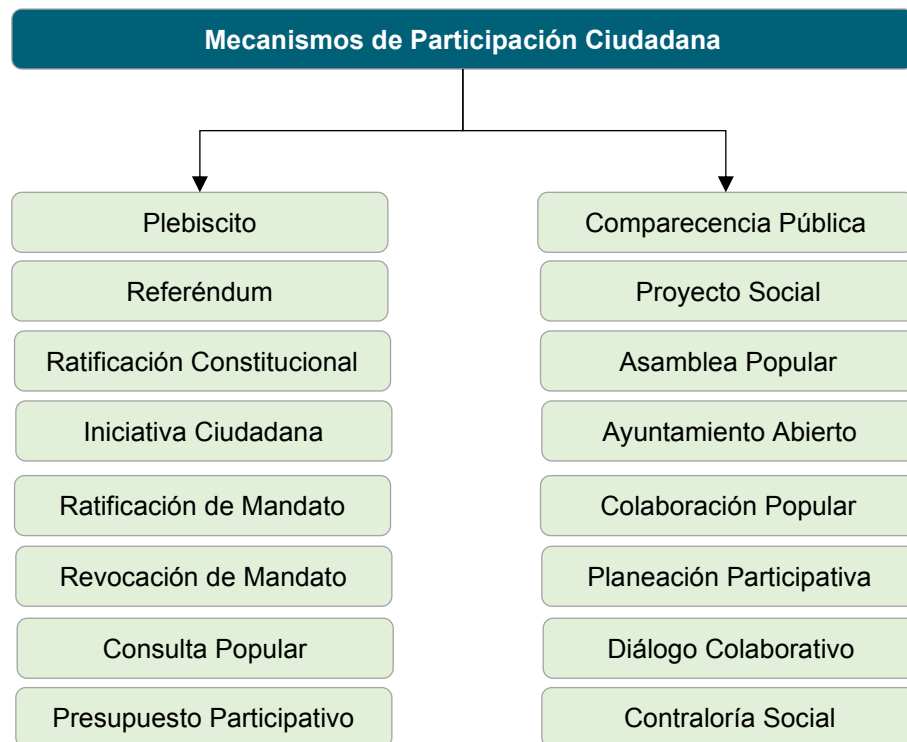 Mecanismos de Participación Ciudadana
Plebiscito
Referéndum
Ratificación Constitucional
Iniciativa Ciudadana
Ratificación de Mandato
Revocación de Mandato
Consulta Popular
Presupuesto Participativo
Comparecencia Pública
Proyecto Social
Asamblea Popular
Ayuntamiento Abierto
Colaboración Popular
Planeación Participativa
Diálogo Colaborativo
Contraloría Social